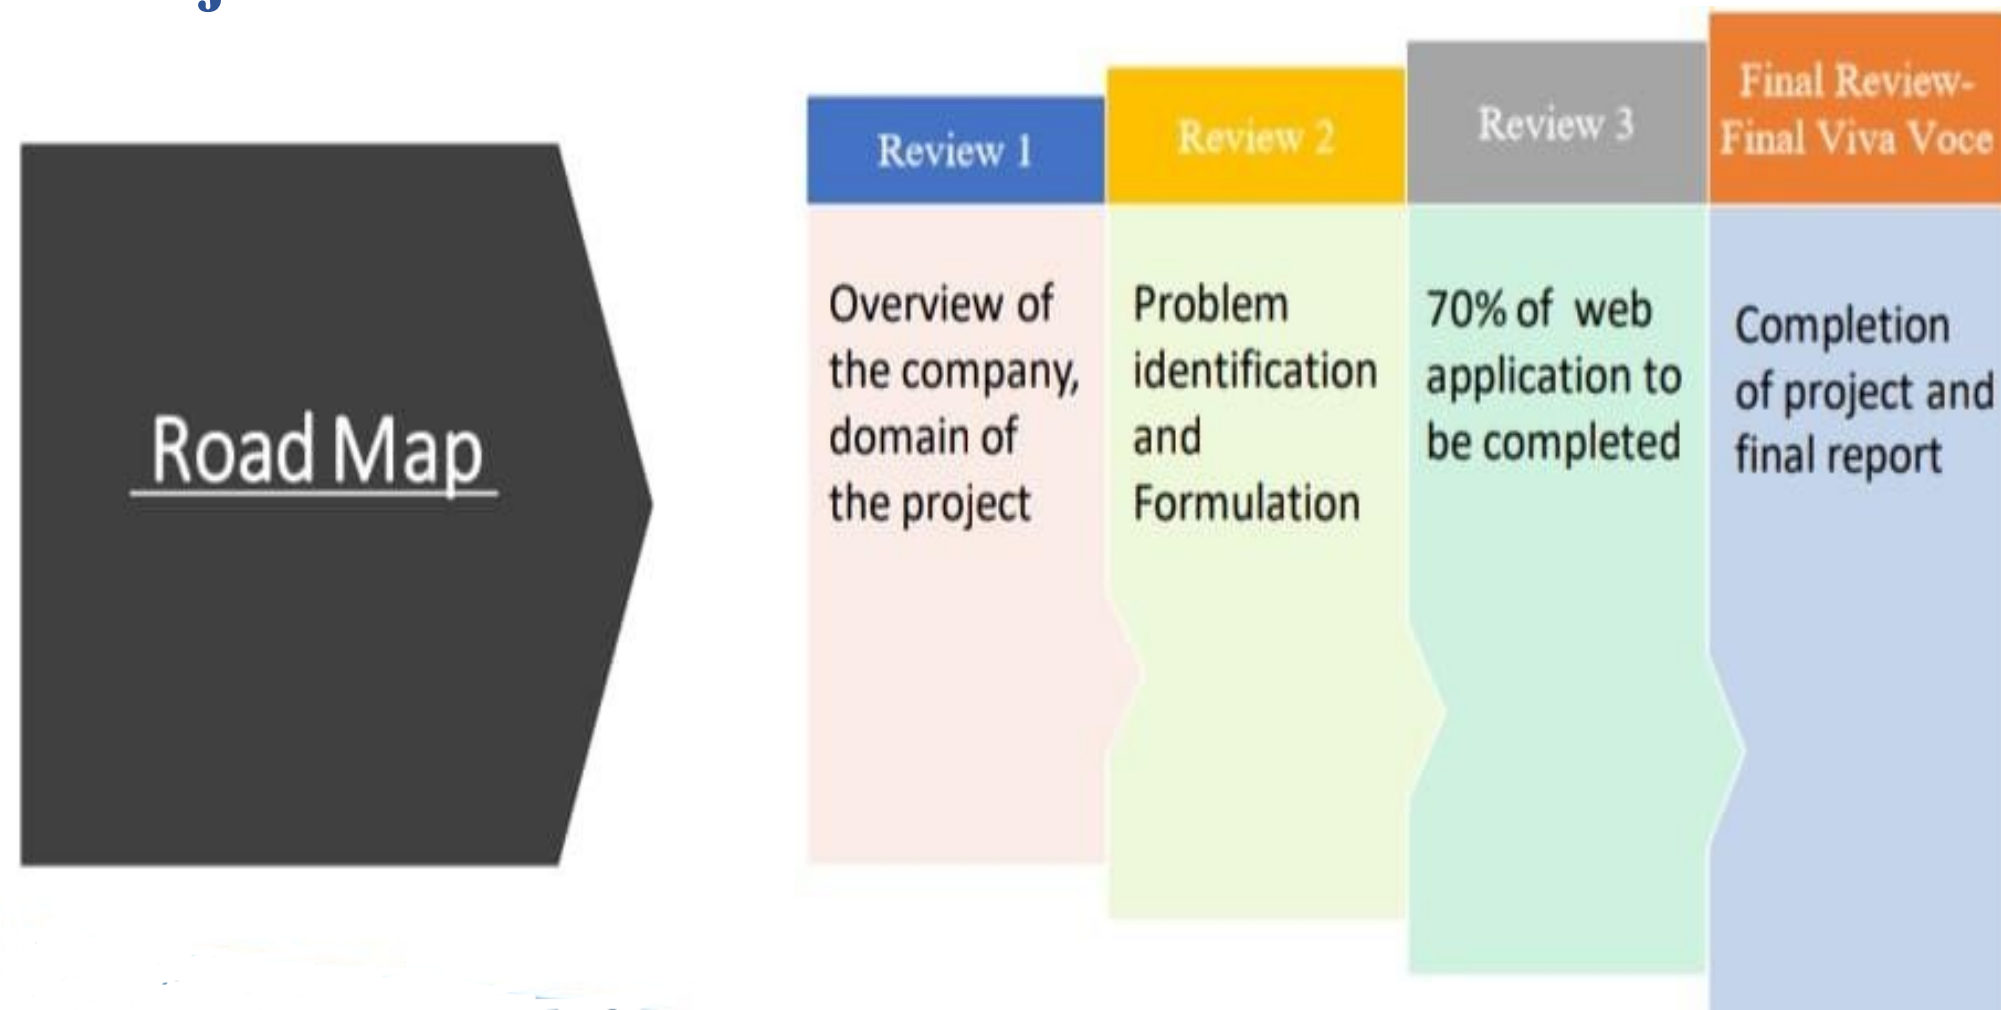 Road Map
Review 1
Overview of
the company,
domain of
the project
Review 2
Problem
identification
and
Formulation
Review 3
70% of  web
application to
be completed
Final Review-
Final Viva Voce
Completion
of project and
final report